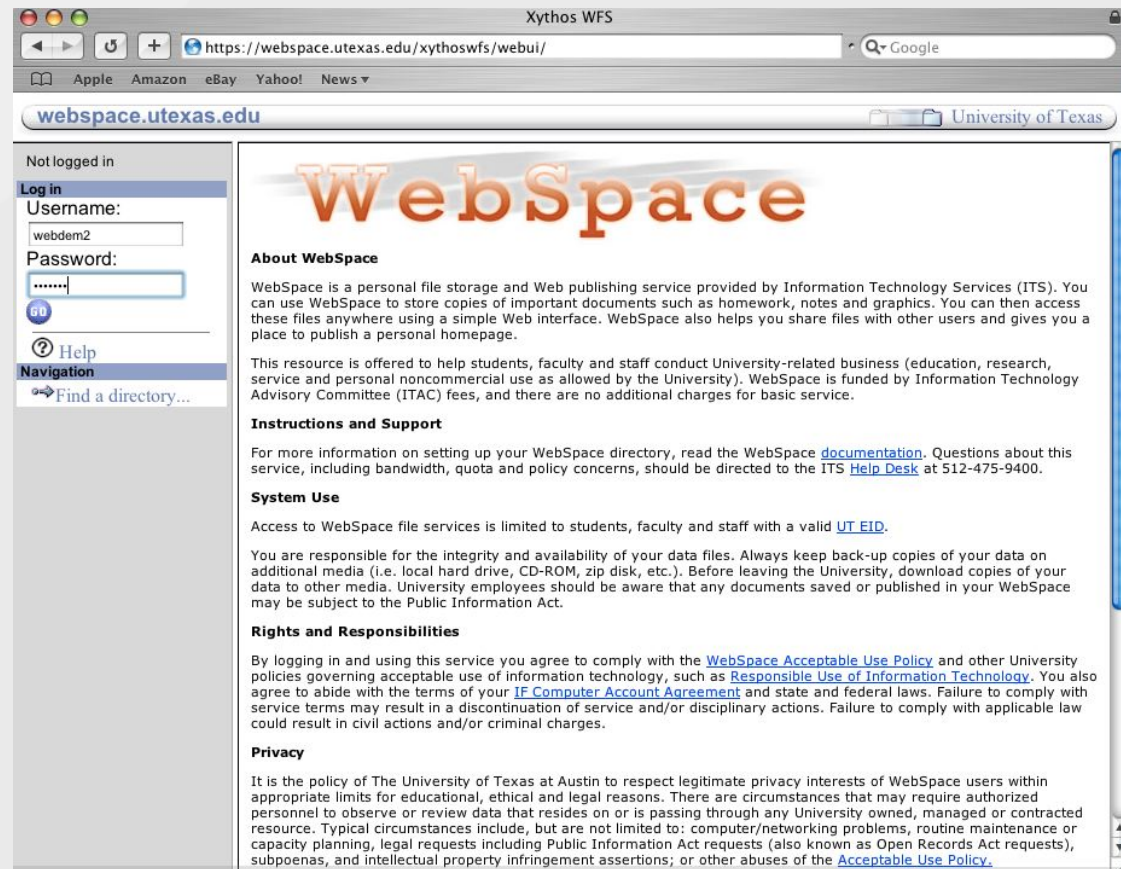 Xythos WFS
https://webspace.utexas.edu/xythoswfs/webui/
Google
Apple Amazon eBay Yahoo! News
webspace.utexas.edu
University of Texas
Not logged in
Log in
Username:
webdem2
Password:
•••••••
GO
Help
Navigation
Find a directory...
WebSpace
About WebSpace
WebSpace is a personal file storage and Web publishing service provided by Information Technology Services (ITS). You
can use WebSpace to store copies of important documents such as homework, notes and graphics. You can then access
these files anywhere using a simple Web interface. WebSpace also helps you share files with other users and gives you a
place to publish a personal homepage.
This resource is offered to help students, faculty and staff conduct University-related business (education, research,
service and personal noncommercial use as allowed by the University). WebSpace is funded by Information Technology
Advisory Committee (ITAC) fees, and there are no additional charges for basic service.
Instructions and Support
For more information on setting up your WebSpace directory, read the WebSpace documentation. Questions about this
service, including bandwidth, quota and policy concerns, should be directed to the ITS Help Desk at 512-475-9400.
System Use
Access to WebSpace file services is limited to students, faculty and staff with a valid UT EID.
You are responsible for the integrity and availability of your data files. Always keep back-up copies of your data on
additional media (i.e. local hard drive, CD-ROM, zip disk, etc.). Before leaving the University, download copies of your
data to other media. University employees should be aware that any documents saved or published in your WebSpace
may be subject to the Public Information Act.
Rights and Responsibilities
By logging in and using this service you agree to comply with the WebSpace Acceptable Use Policy and other University
policies governing acceptable use of information technology, such as Responsible Use of Information Technology. You also
agree to abide with the terms of your IF Computer Account Agreement and state and federal laws. Failure to comply with
service terms may result in a discontinuation of service and/or disciplinary actions. Failure to comply with applicable law
could result in civil actions and/or criminal charges.
Privacy
It is the policy of The University of Texas at Austin to respect legitimate privacy interests of WebSpace users within
appropriate limits for educational, ethical and legal reasons. There are circumstances that may require authorized
personnel to observe or review data that resides on or is passing through any University owned, managed or contracted
resource. Typical circumstances include, but are not limited to: computer/networking problems, routine maintenance or
capacity planning, legal requests including Public Information Act requests (also known as Open Records Act requests),
subpoenas, and intellectual property infringement assertions; or other abuses of the Acceptable Use Policy.